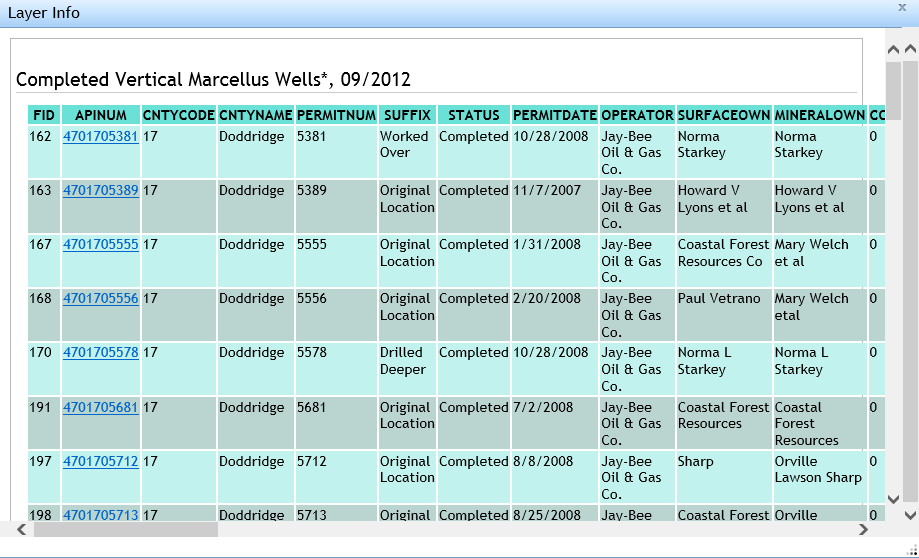 Layer Info
x
Completed Vertical Marcellus Wells*, 09/2012
FID APINUM CNTYCODE CNTYNAME PERMITNUM SUFFIX STATUS PERMITDATE OPERATOR SURFACEOWN MINERALOWN CO
162 4701705381 17 Doddridge 5381 Worked Completed 10/28/2008 Jay-Bee Norma Norma 0
Over Oil & Gas Starkey Starkey
Co.
163 4701705389 17 Doddridge 5389 Original Completed 11/7/2007 Jay-Bee Howard V Howard V 0
Location Oil & Gas Lyons et al Lyons et al
Co.
167 4701705555 17 Doddridge 5555 Original Completed 1/31/2008 Jay-Bee Coastal Forest Mary Welch 0
Location Oil & Gas Resources Co et al
Co.
168 4701705556 17 Doddridge 5556 Original Completed 2/20/2008 Jay-Bee Paul Vetrano Mary Welch 0
Location Oil & Gas etal
Co.
170 4701705578 17 Doddridge 5578 Drilled Completed 10/28/2008 Jay-Bee Norma L Norma L 0
Deeper Oil & Gas Starkey Starkey
Co.
191 4701705681 17 Doddridge 5681 Original Completed 7/2/2008 Jay-Bee Coastal Forest Coastal 0
Location Oil & Gas Resources Forest
Co. Resources
197 4701705712 17 Doddridge 5712 Original Completed 8/8/2008 Jay-Bee Sharp Orville 0
Location Oil & Gas Lawson Sharp
Co.
198 4701705713 17 Doddridge 5713 Original Completed 8/25/2008 Jay-Bee Coastal Forest Orville 0